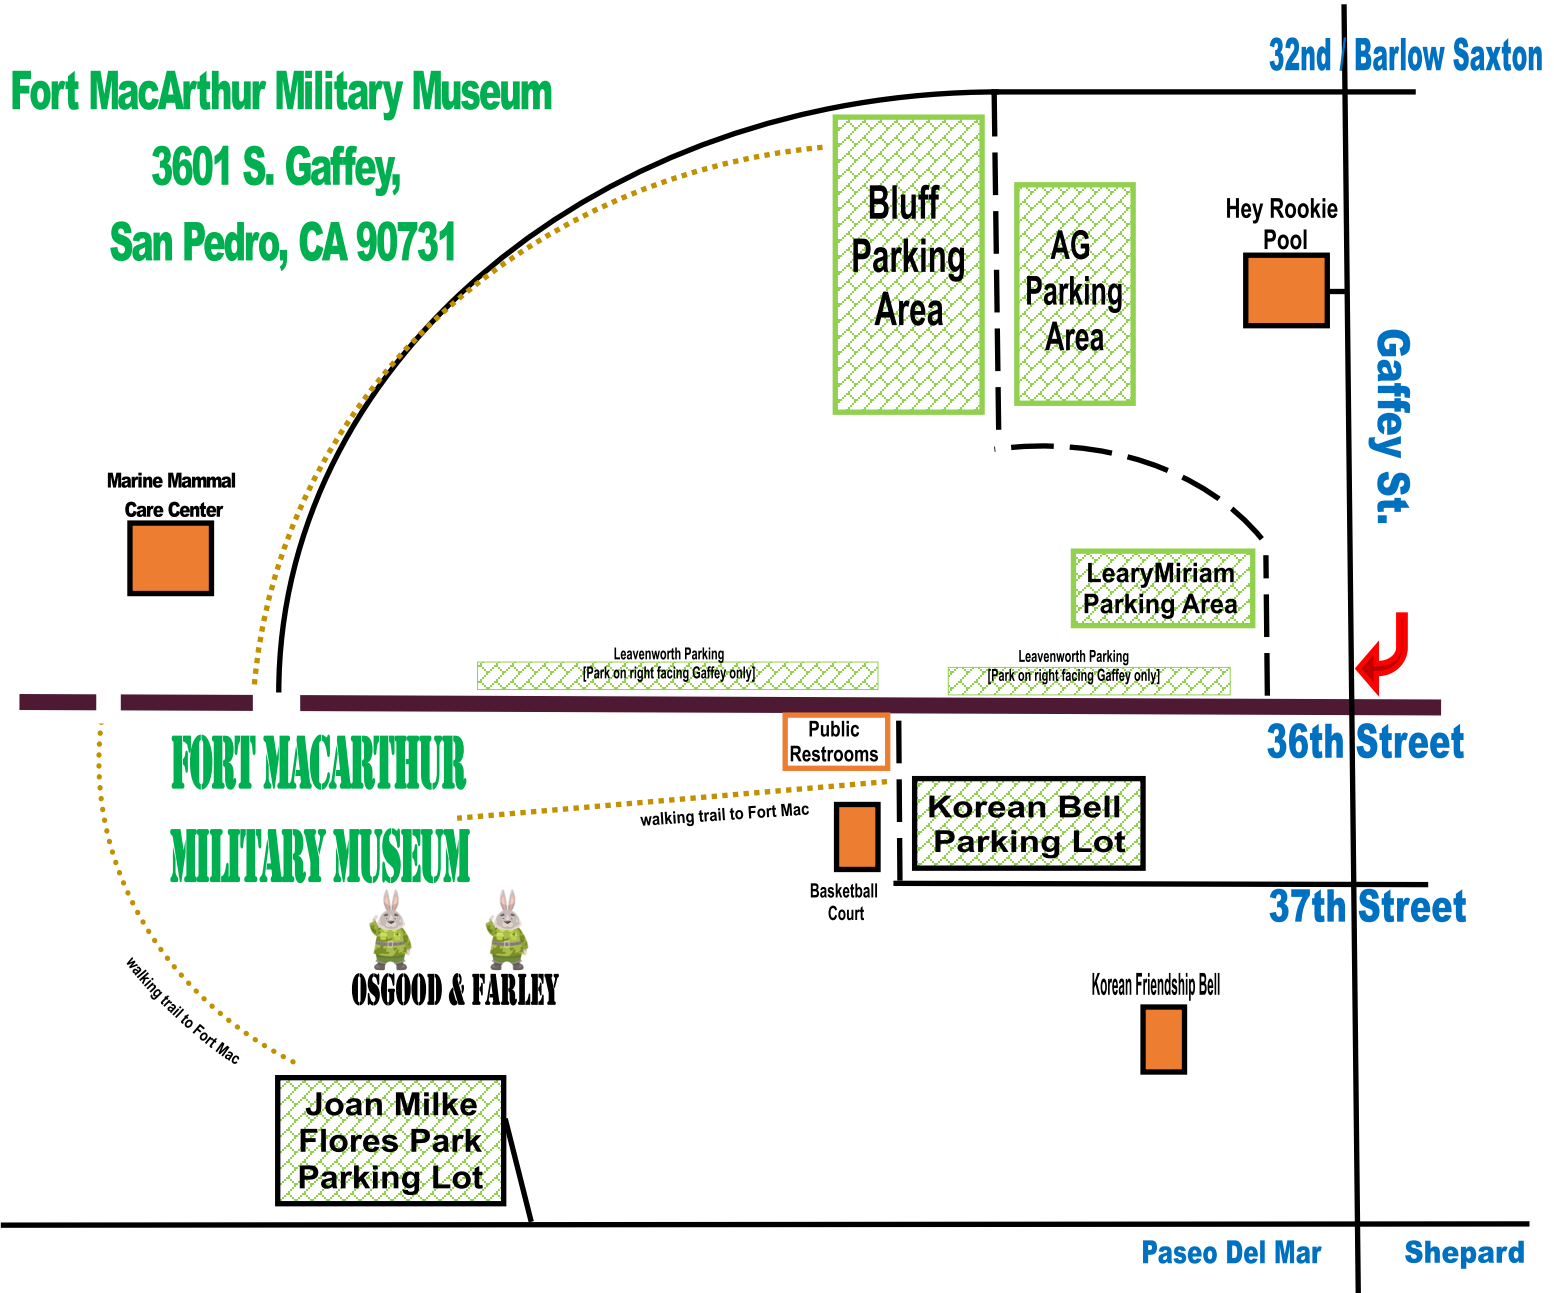 32nd / Barlow Saxton
Fort MacArthur Military Museum
3601 S. Gaffey,
San Pedro, CA 90731
Bluff
Parking
Area
AG
Parking
Area
Hey Rookie
Pool
Gaffey St.
Marine Mammal
Care Center
LearyMiriam
Parking Area
Leavenworth Parking
[Park on right facing Gaffey only]
Leavenworth Parking
[Park on right facing Gaffey only]
36th Street
Public
Restrooms
FORT MACARTHUR
MILITARY MUSEUM
walking trail to Fort Mac
Korean Bell
Parking Lot
Basketball
Court
37th Street
OSGOOD & FARLEY
walking trail to Fort Mac
Korean Friendship Bell
Joan Milke
Flores Park
Parking Lot
Paseo Del Mar
Shepard